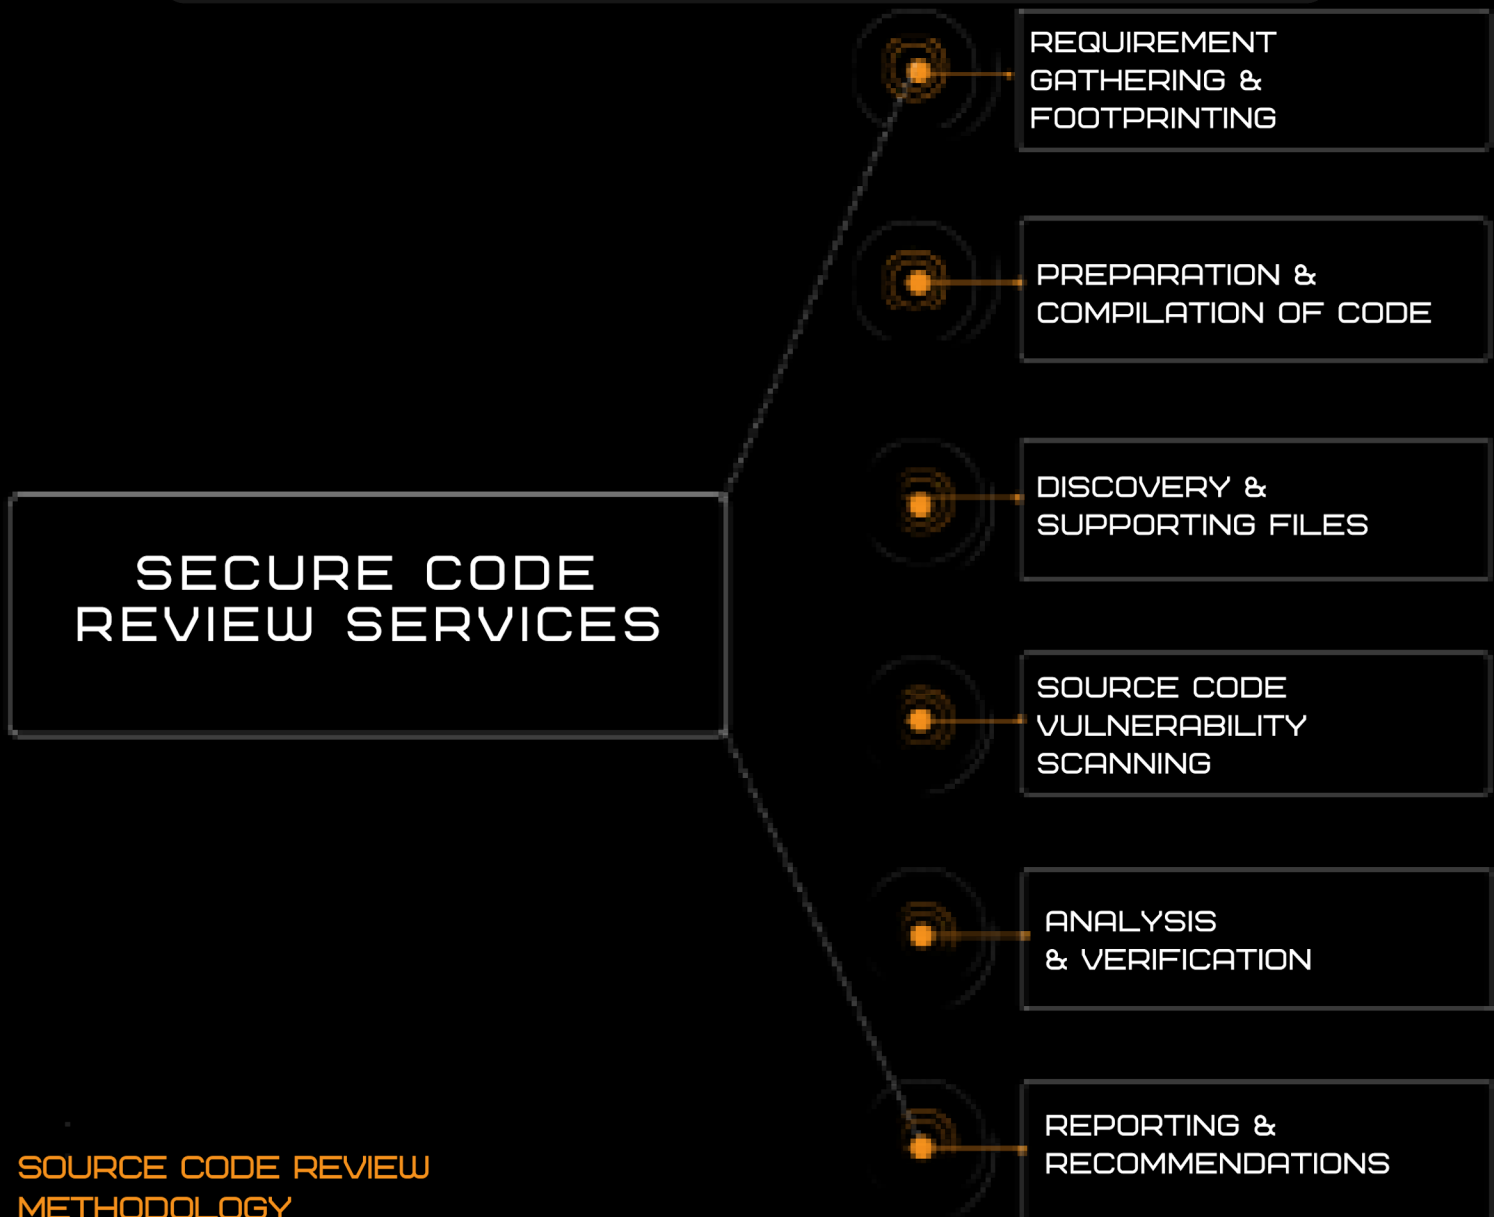 REQUIREMENT
GATHERING &
FOOTPRINTING
PREPARATION &
COMPILATION OF CODE
DISCOVERY &
SUPPORTING FILES
SECURE CODE
REVIEW SERVICES
SOURCE CODE
VULNERABILITY
SCANNING
ANALYSIS
& VERIFICATION
REPORTING &
RECOMMENDATIONS
SOURCE CODE REVIEW
METHODOLOGY